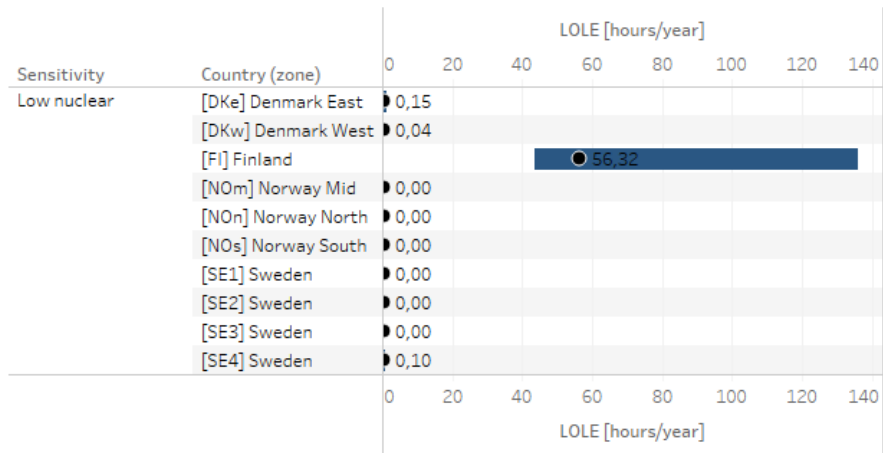 LOLE [hours/year]
Sensitivity Country (zone) 0 20 40 60 80 100 120 140
Low nuclear [DKe] Denmark East 0,15
[DKw] Denmark West 0,04
[FI] Finland 56,32
[NOm] Norway Mid 0,00
[NOn] Norway North 0,00
[NOs] Norway South 0,00
[SE1] Sweden 0,00
[SE2] Sweden 0,00
[SE3] Sweden 0,00
[SE4] Sweden 0,10
0 20 40 60 80 100 120 140
LOLE [hours/year]